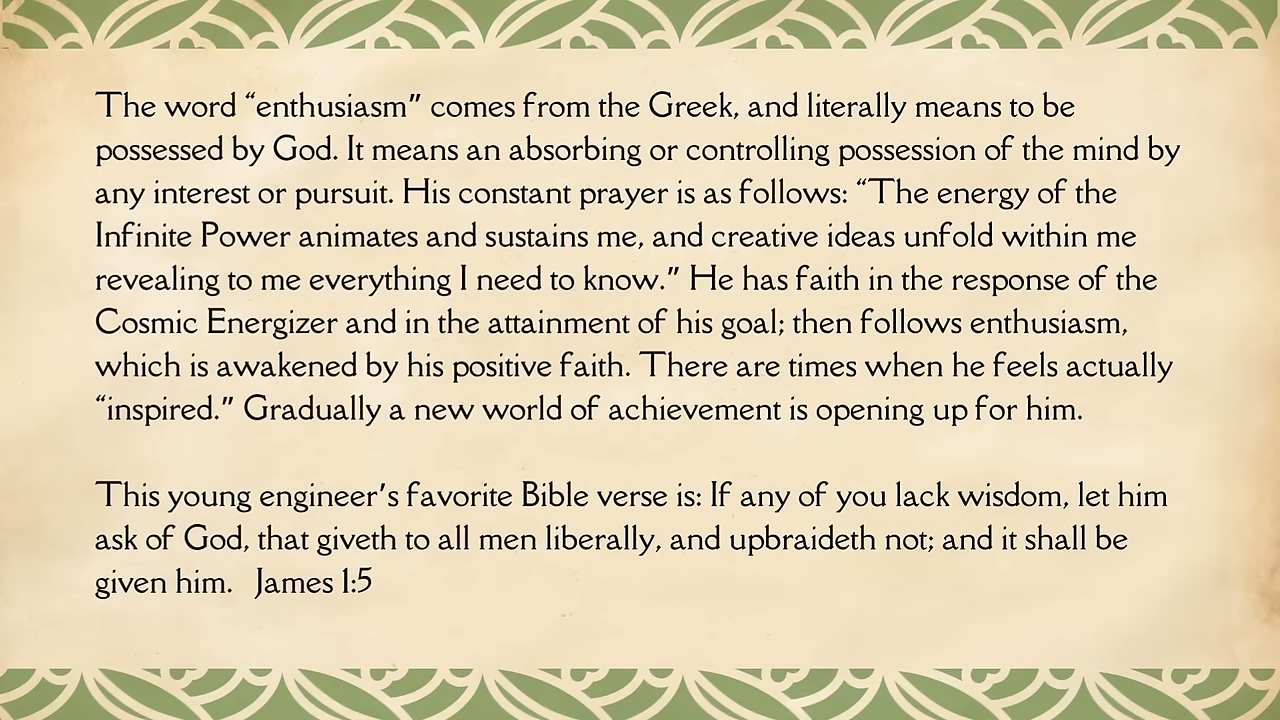 The word “enthusiasm" comes from the Greek, and literally means to be
possessed by God. It means an absorbing or controlling possession of the mind by
any interest or pursuit. His constant prayer is as follows: “The energy of the
Infinite Power animates and sustains me, and creative ideas unfold within me
revealing to me everything I need to know." He has faith in the response of the
Cosmic Energizer and in the attainment of his goal; then follows enthusiasm,
which is awakened by his positive faith. There are times when he feels actually
“inspired." Gradually a new world of achievement is opening up for him.
This young engineer's favorite Bible verse is: If any of you lack wisdom, let him
ask of God, that giveth to all men liberally, and upbraideth not; and it shall be
given him. James 1:5